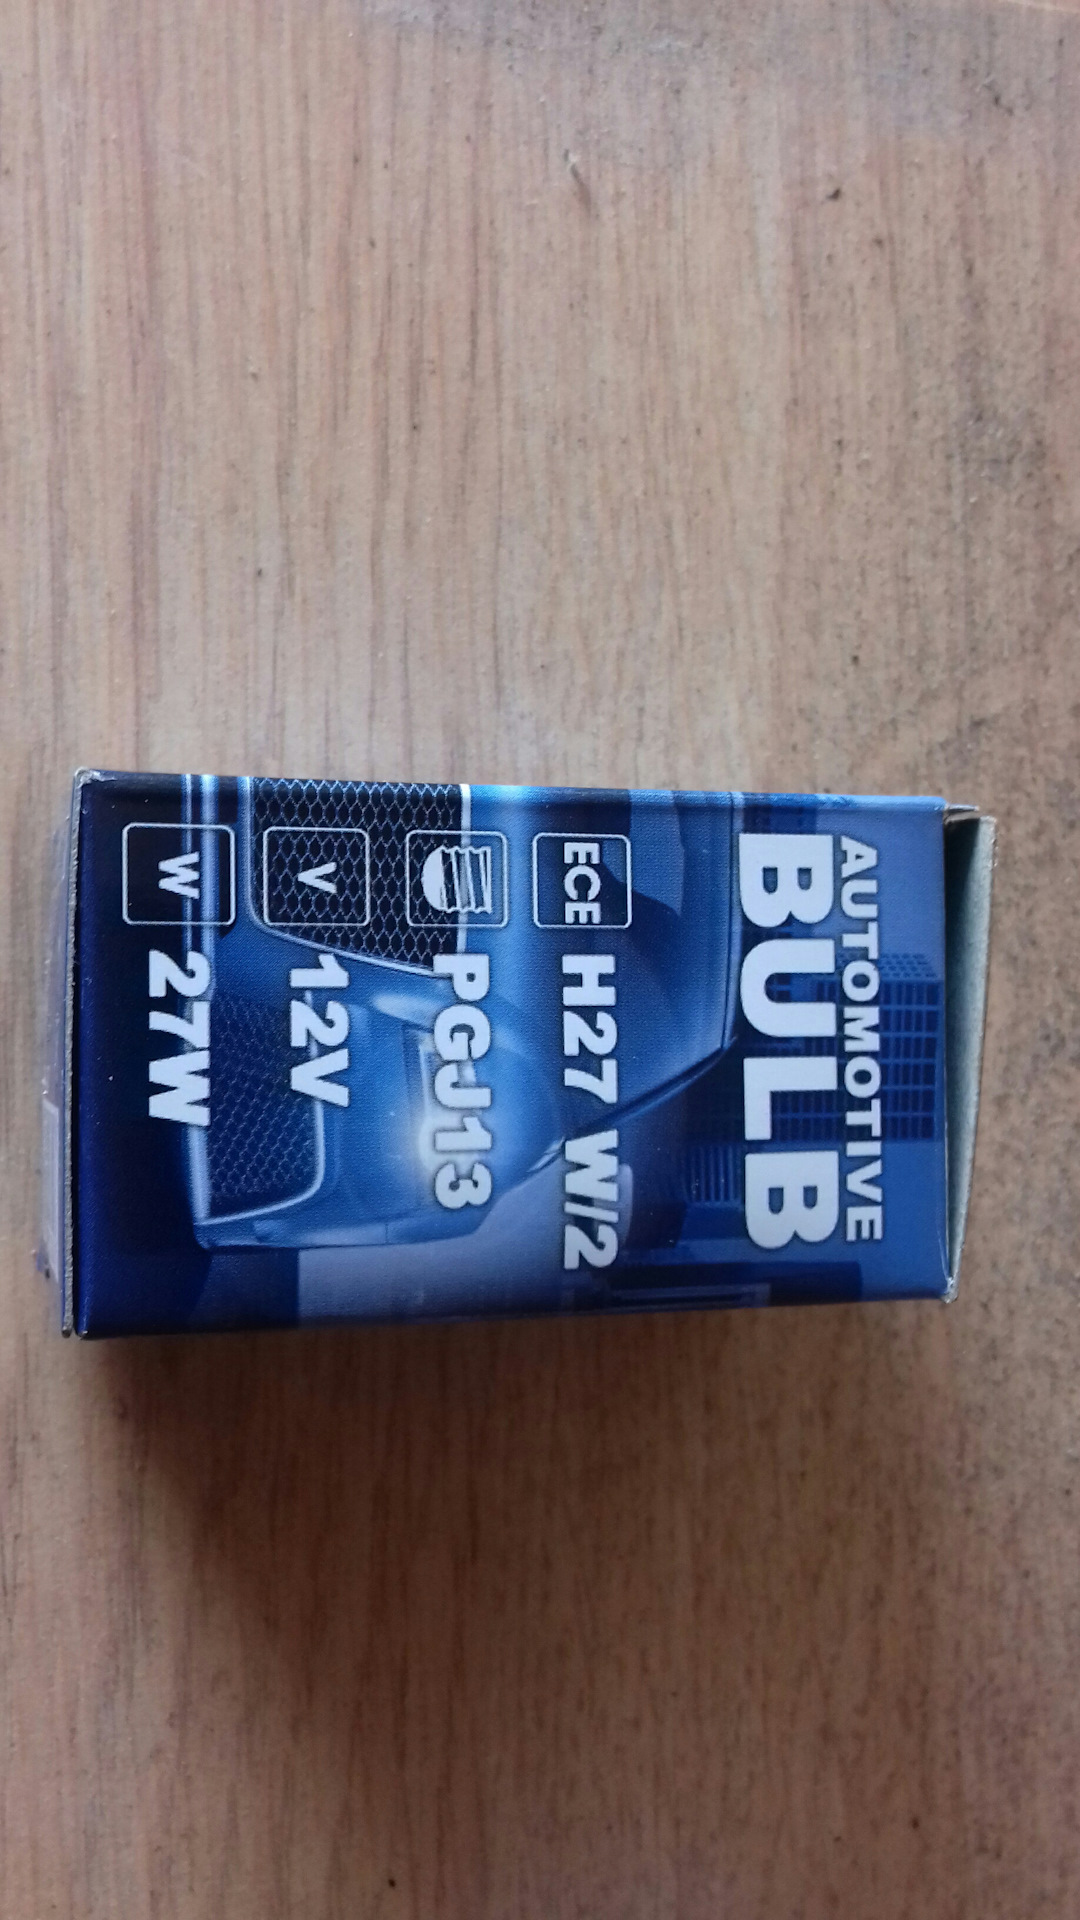 AUTOMOTIVE
BULB
ECE H27 W/2
PGJ13
V 12V
W 27W